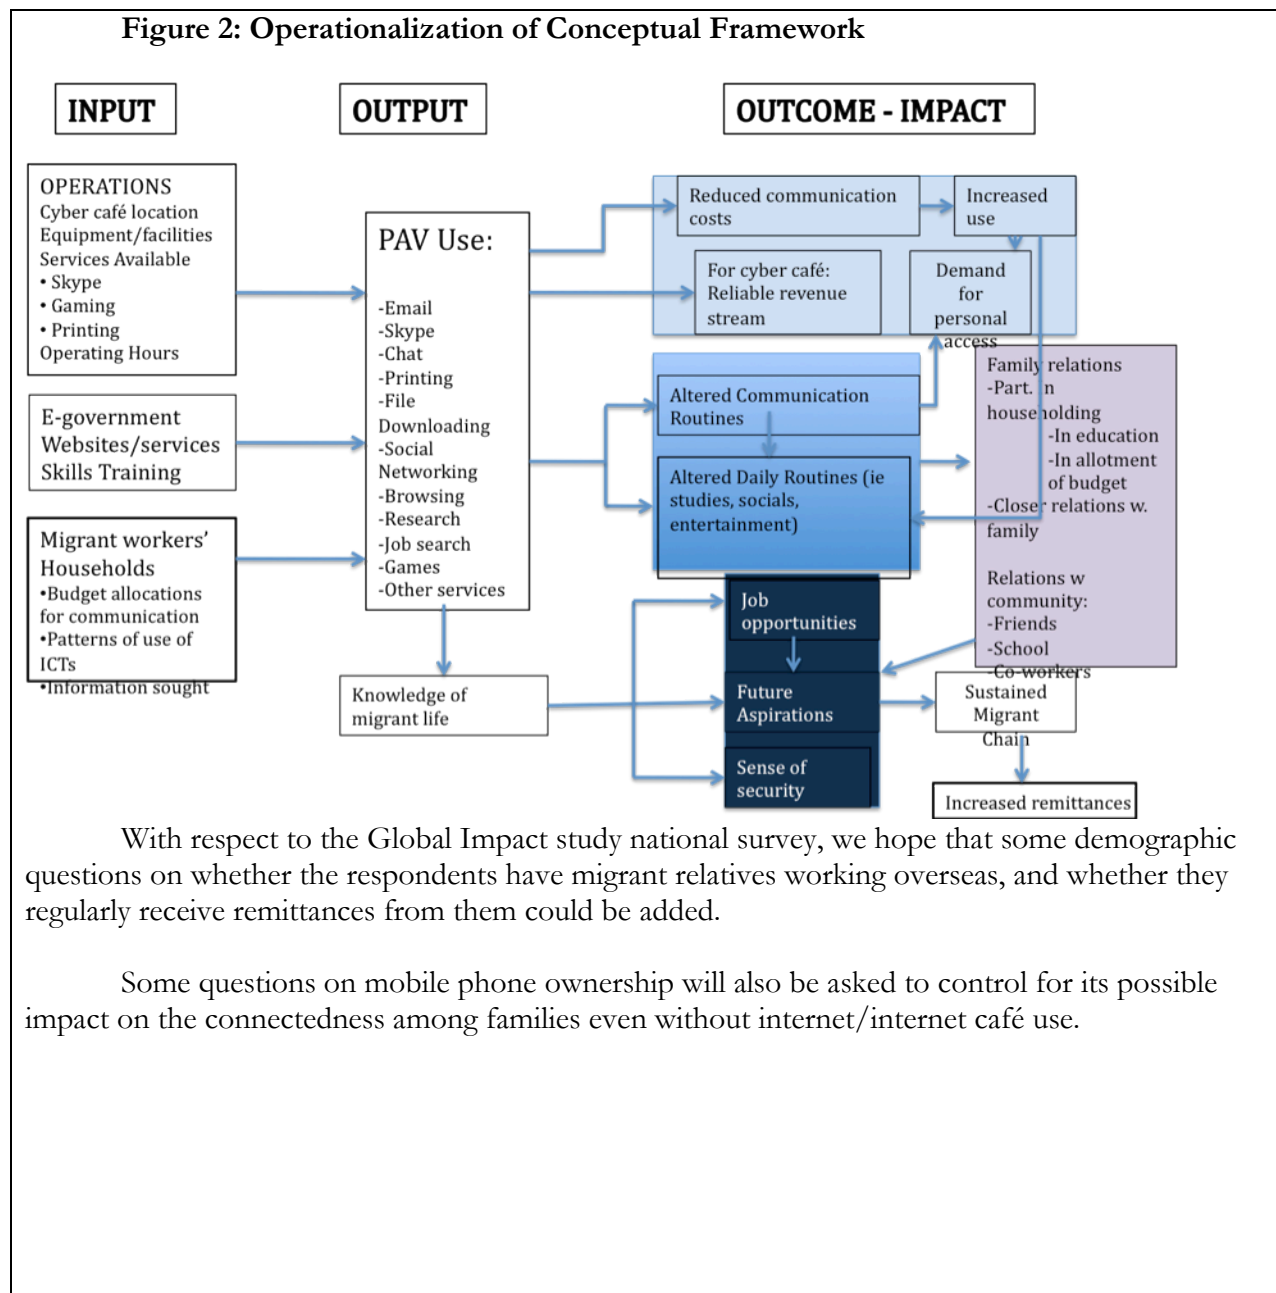 Figure 2: Operationalization of Conceptual Framework
INPUT
OUTPUT
OUTCOME - IMPACT
OPERATIONS
Cyber café location
Equipment/facilities
Services Available
• Skype
• Gaming
• Printing
Operating Hours
E-government
Websites/services
Skills Training
Migrant workers’
Households
•Budget allocations
for communication
•Patterns of use of
ICTs
•Information sought
PAV Use:
-Email
-Skype
-Chat
-Printing
-File
Downloading
-Social
Networking
-Browsing
-Research
-Job search
-Games
-Other services
Knowledge of
migrant life
Reduced communication
costs
Increased
use
For cyber café:
Reliable revenue
stream
Demand
for
personal
access
Altered Communication
Routines
Altered Daily Routines (ie
studies, socials,
entertainment)
Family relations
-Part. in
householding
-In education
-In allotment
of budget
-Closer relations w.
family
Relations w
community:
-Friends
-School
-Co-workers
Job
opportunities
Future
Aspirations
Sense of
security
Sustained
Migrant
Chain
Increased remittances
With respect to the Global Impact study national survey, we hope that some demographic
questions on whether the respondents have migrant relatives working overseas, and whether they
regularly receive remittances from them could be added.
Some questions on mobile phone ownership will also be asked to control for its possible
impact on the connectedness among families even without internet/internet café use.